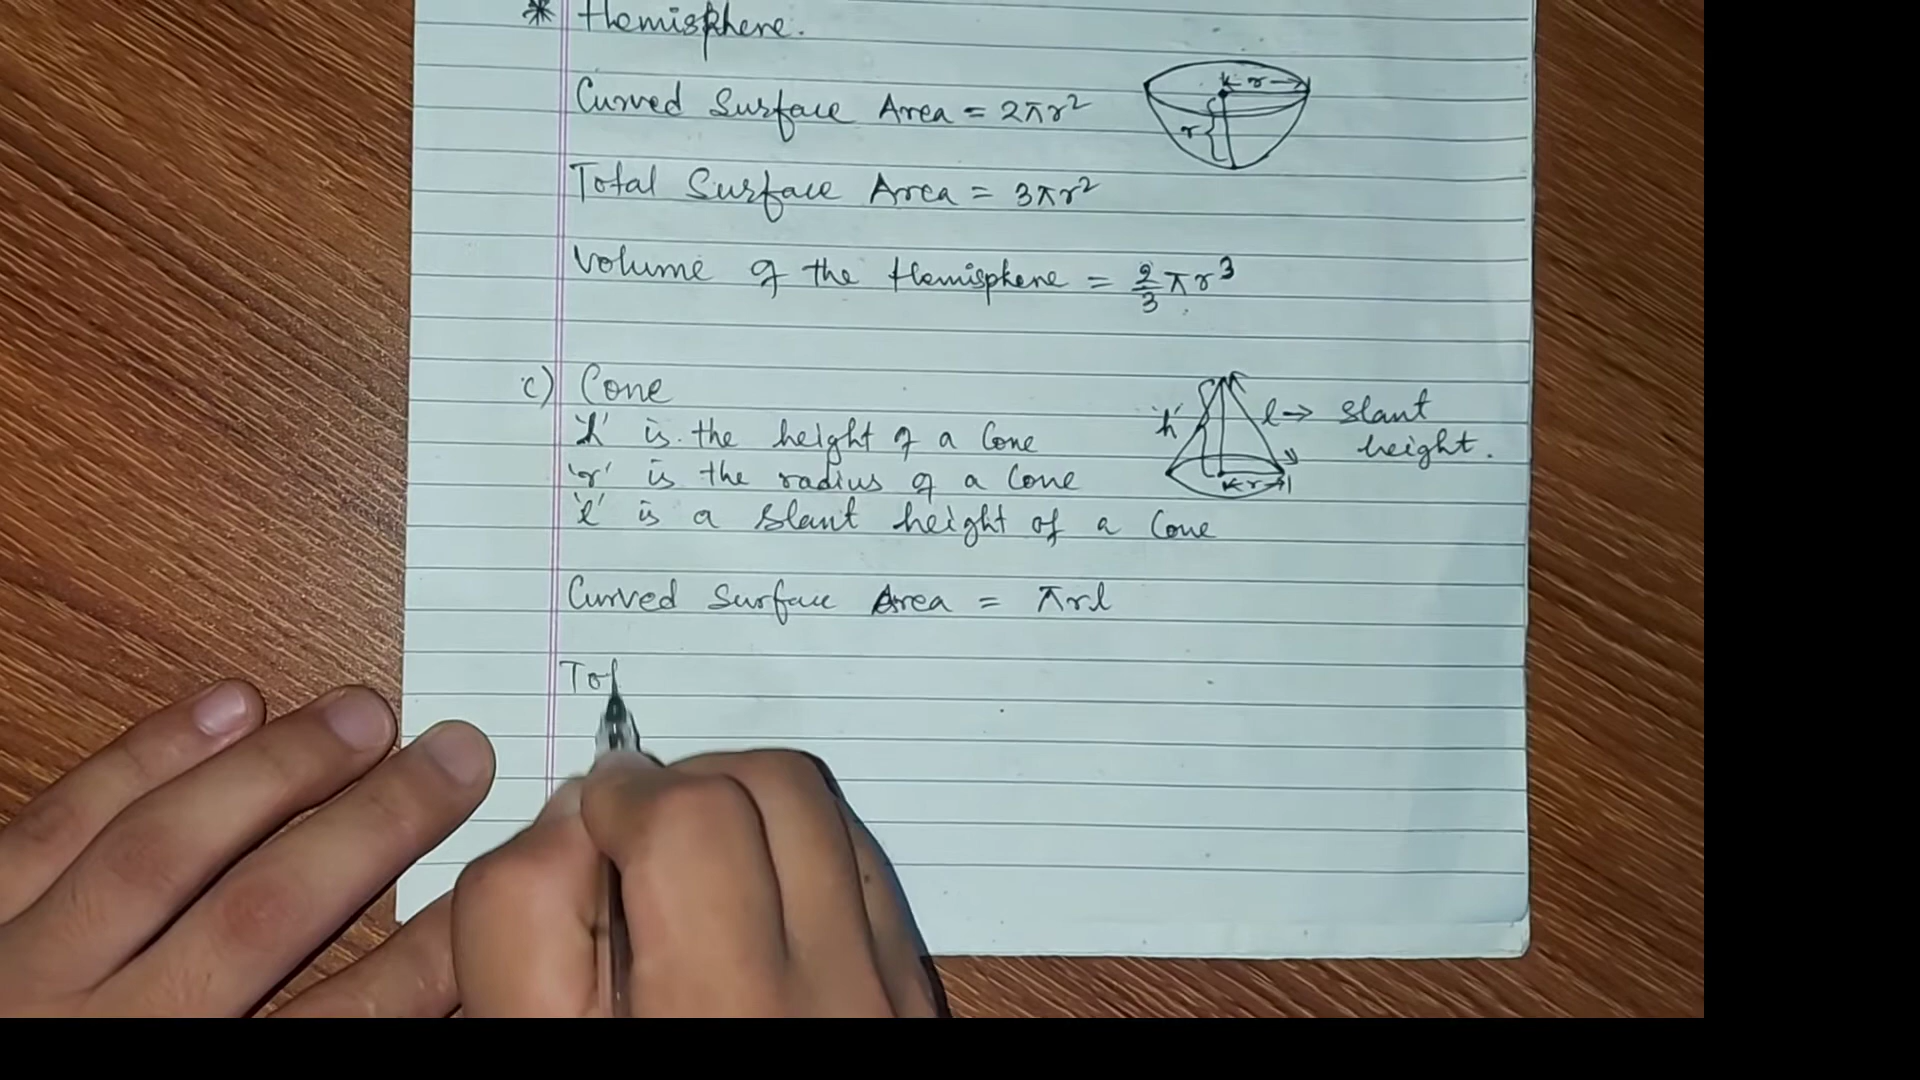 * Hemisphere.
Curved Surface Area = 2πr²
Total Surface Area = 3πr²
Volume of the Hemisphere = 2/3 πr³
r
r
c) Cone
'h' is the height of a Cone
'r' is the radius of a Cone
'l' is a slant height of a Cone
'h'
l → slant
height.
r
Curved Surface Area = πrl
Tot